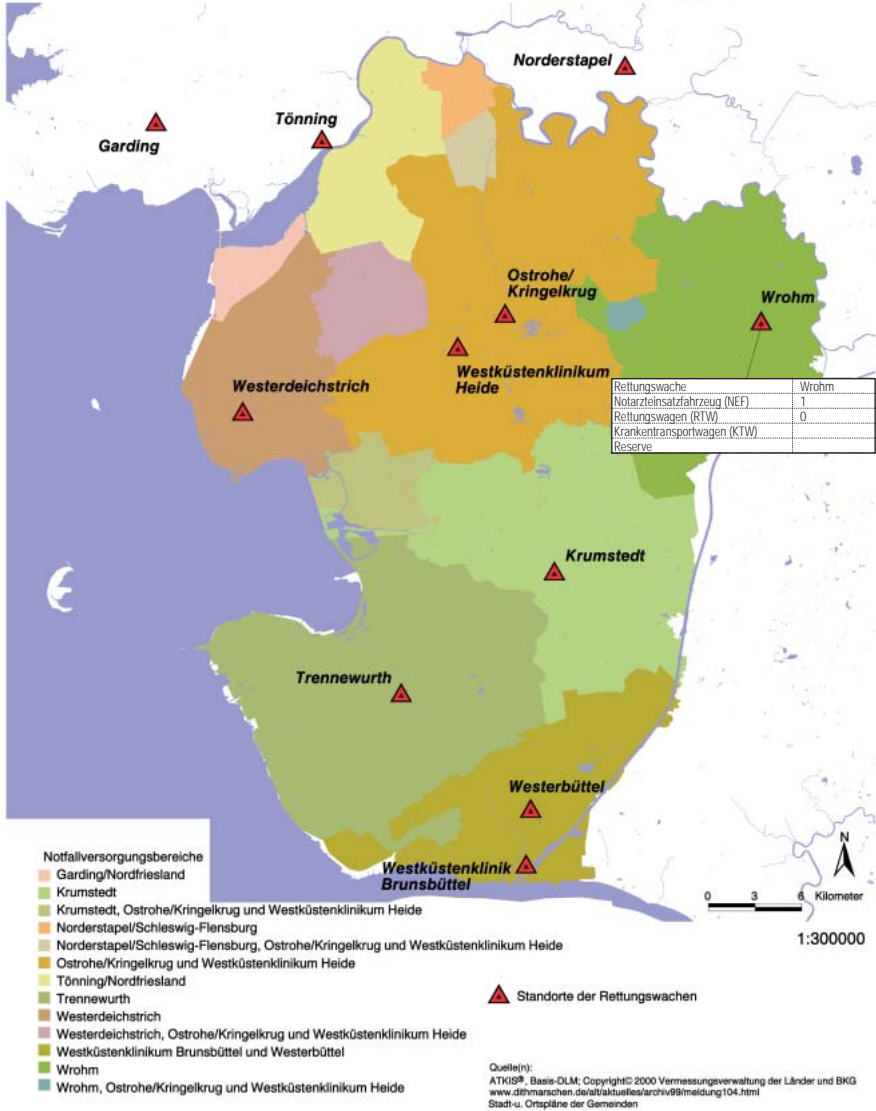 Norderstapel
Tönning
Garding
Ostrohe/
Kringelkrug
Wrohm
Westküstenklinikum
Heide
Westerdeichstrich
Rettungswache Wrohm
Notarzteinsatzfahrzeug (NEF) 1
Rettungswagen (RTW) 0
Krankentransportwagen (KTW)
Reserve
Krumstedt
Trennewurth
Westerbüttel
Westküstenklinik
Brunsbüttel
Notfallversorgungsbereiche
Garding/Nordfriesland
Krumstedt
Krumstedt, Ostrohe/Kringelkrug und Westküstenklinikum Heide
Norderstapel/Schleswig-Flensburg
Norderstapel/Schleswig-Flensburg, Ostrohe/Kringelkrug und Westküstenklinikum Heide
Ostrohe/Kringelkrug und Westküstenklinikum Heide
Tönning/Nordfriesland
Trennewurth
Westerdeichstrich
Westerdeichstrich, Ostrohe/Kringelkrug und Westküstenklinikum Heide
Westküstenklinikum Brunsbüttel und Westerbüttel
Wrohm
Wrohm, Ostrohe/Kringelkrug und Westküstenklinikum Heide
N
0 3 6 Kilometer
1:300000
Standorte der Rettungswachen
Quelle(n):
ATKIS®, Basis-DLM; Copyright© 2000 Vermessungsverwaltung der Länder und BKG
www.dithmarschen.de/alt/aktuelles/archiv99/meldung104.html
Stadt-u. Ortspläne der Gemeinden